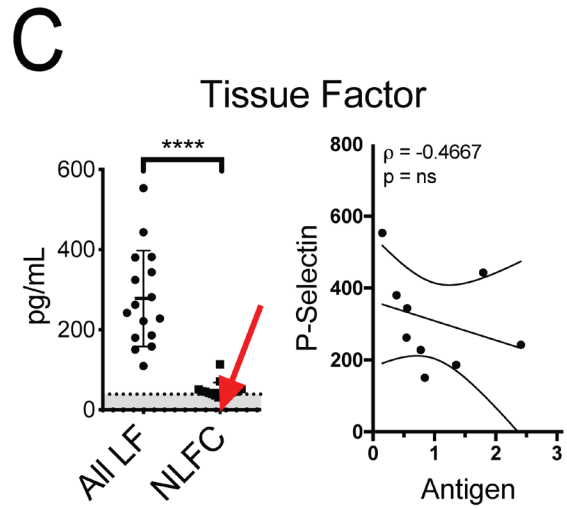 C
Tissue Factor
****
600
400
200
0
pg/mL
All LF
NLFC
800
600
400
200
0
P-Selectin
ρ = -0.4667
p = ns
0
1
2
3
Antigen